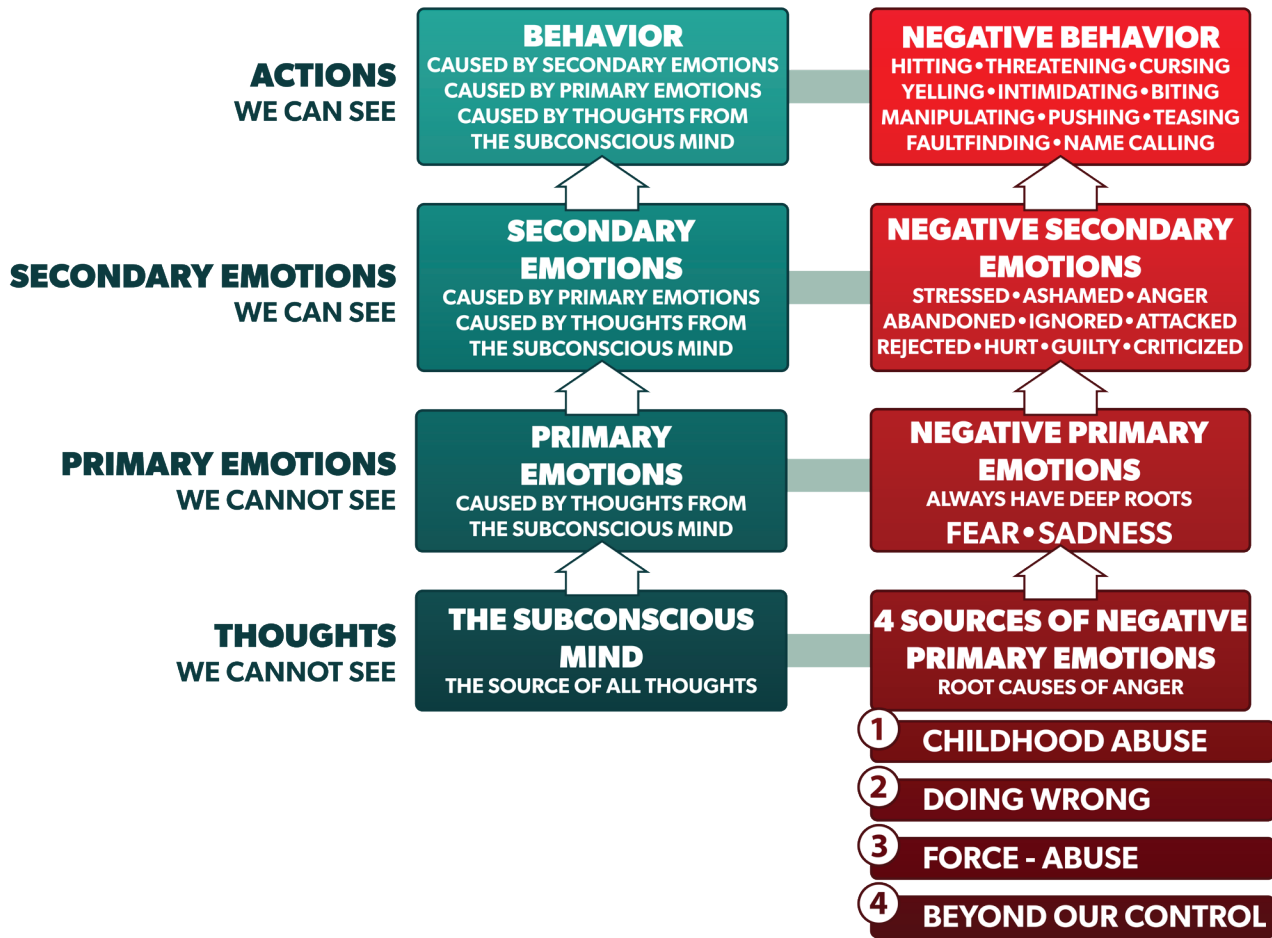 ACTIONS
WE CAN SEE
BEHAVIOR
CAUSED BY SECONDARY EMOTIONS
CAUSED BY PRIMARY EMOTIONS
CAUSED BY THOUGHTS FROM
THE SUBCONSCIOUS MIND
NEGATIVE BEHAVIOR
HITTING•THREATENING•CURSING
YELLING•INTIMIDATING•BITING
MANIPULATING•PUSHING•TEASING
FAULTFINDING•NAME CALLING
SECONDARY EMOTIONS
WE CAN SEE
SECONDARY
EMOTIONS
CAUSED BY PRIMARY EMOTIONS
CAUSED BY THOUGHTS FROM
THE SUBCONSCIOUS MIND
NEGATIVE SECONDARY
EMOTIONS
STRESSED•ASHAMED•ANGER
ABANDONED•IGNORED•ATTACKED
REJECTED•HURT•GUILTY•CRITICIZED
PRIMARY EMOTIONS
WE CANNOT SEE
PRIMARY
EMOTIONS
CAUSED BY THOUGHTS FROM
THE SUBCONSCIOUS MIND
NEGATIVE PRIMARY
EMOTIONS
ALWAYS HAVE DEEP ROOTS
FEAR•SADNESS
THOUGHTS
WE CANNOT SEE
THE SUBCONSCIOUS
MIND
THE SOURCE OF ALL THOUGHTS
4 SOURCES OF NEGATIVE
PRIMARY EMOTIONS
ROOT CAUSES OF ANGER
1 CHILDHOOD ABUSE
2 DOING WRONG
3 FORCE - ABUSE
4 BEYOND OUR CONTROL